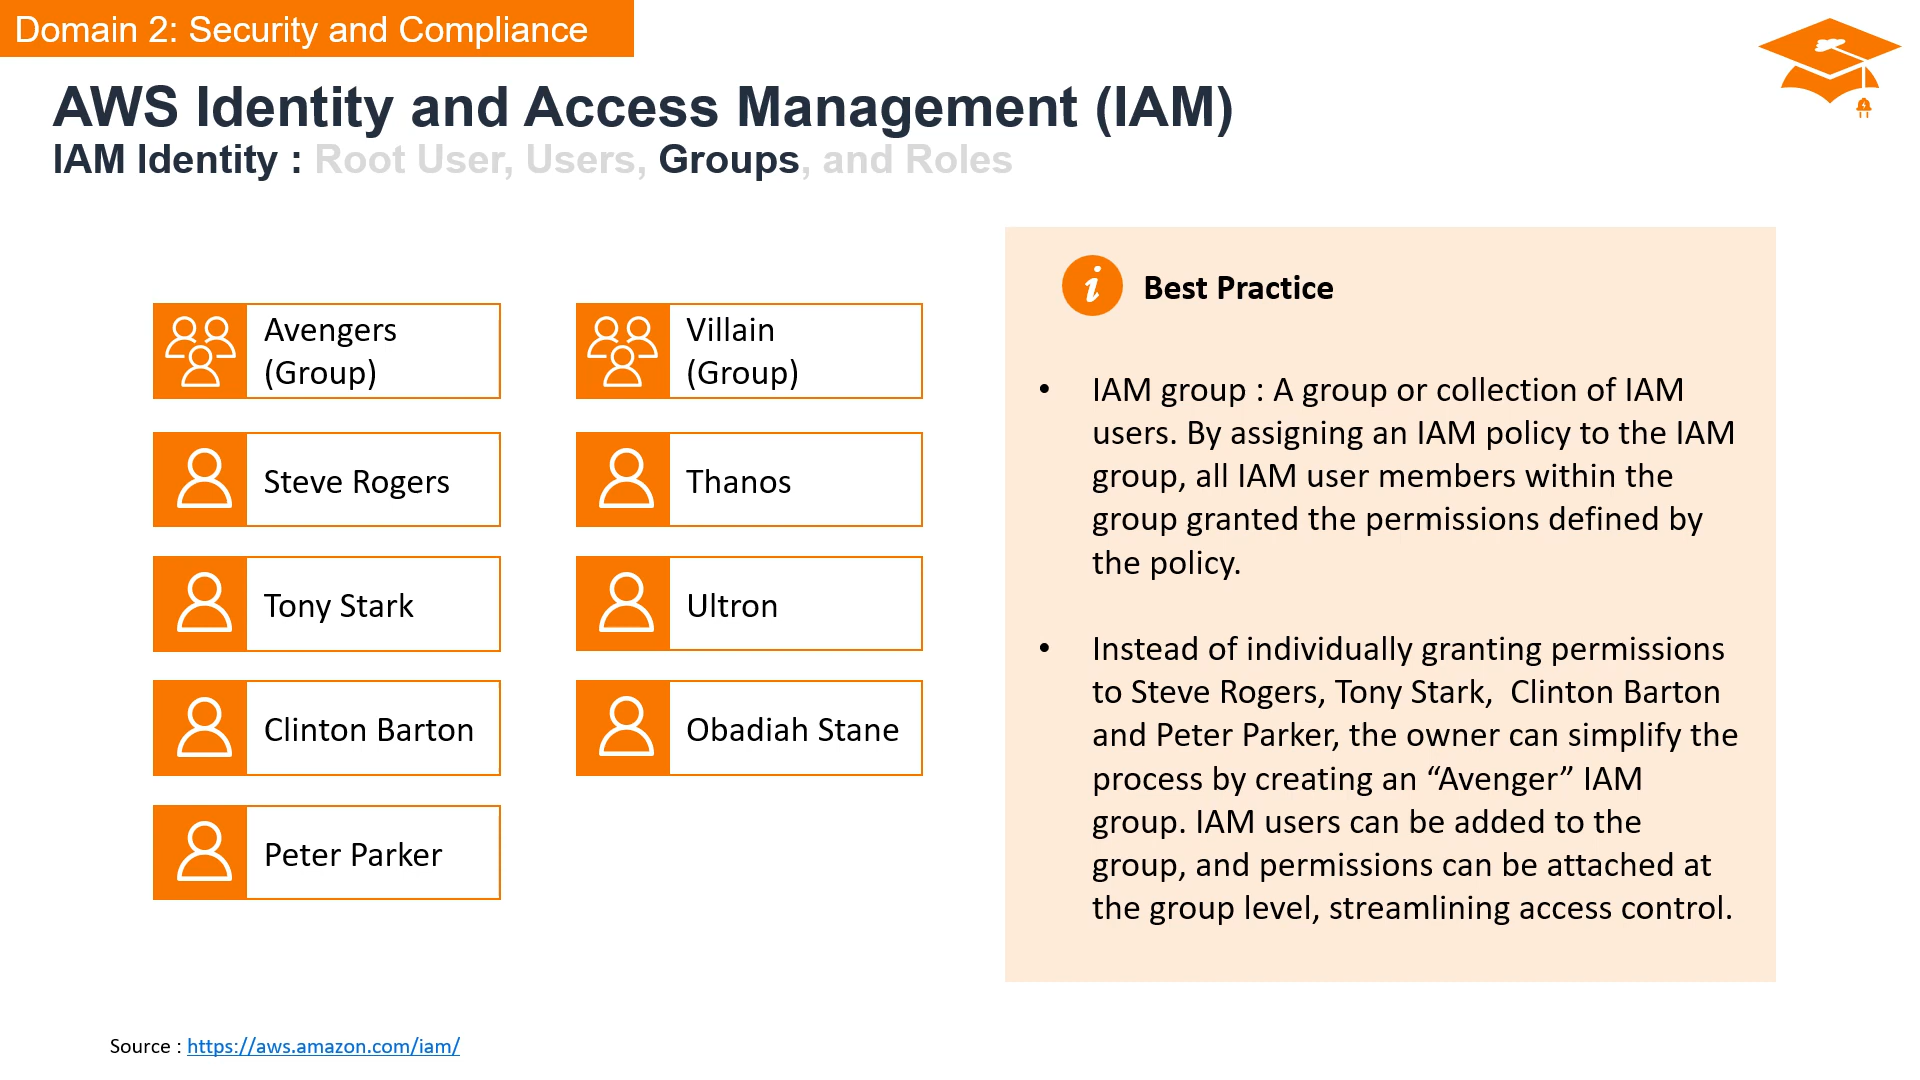 Domain 2: Security and Compliance
AWS Identity and Access Management (IAM)
IAM Identity : Root User, Users, Groups, and Roles
Avengers
(Group)
Steve Rogers
Tony Stark
Clinton Barton
Peter Parker
Villain
(Group)
Thanos
Ultron
Obadiah Stane
i Best Practice
• IAM group : A group or collection of IAM
users. By assigning an IAM policy to the IAM
group, all IAM user members within the
group granted the permissions defined by
the policy.
• Instead of individually granting permissions
to Steve Rogers, Tony Stark,  Clinton Barton
and Peter Parker, the owner can simplify the
process by creating an “Avenger” IAM
group. IAM users can be added to the
group, and permissions can be attached at
the group level, streamlining access control.
Source : https://aws.amazon.com/iam/